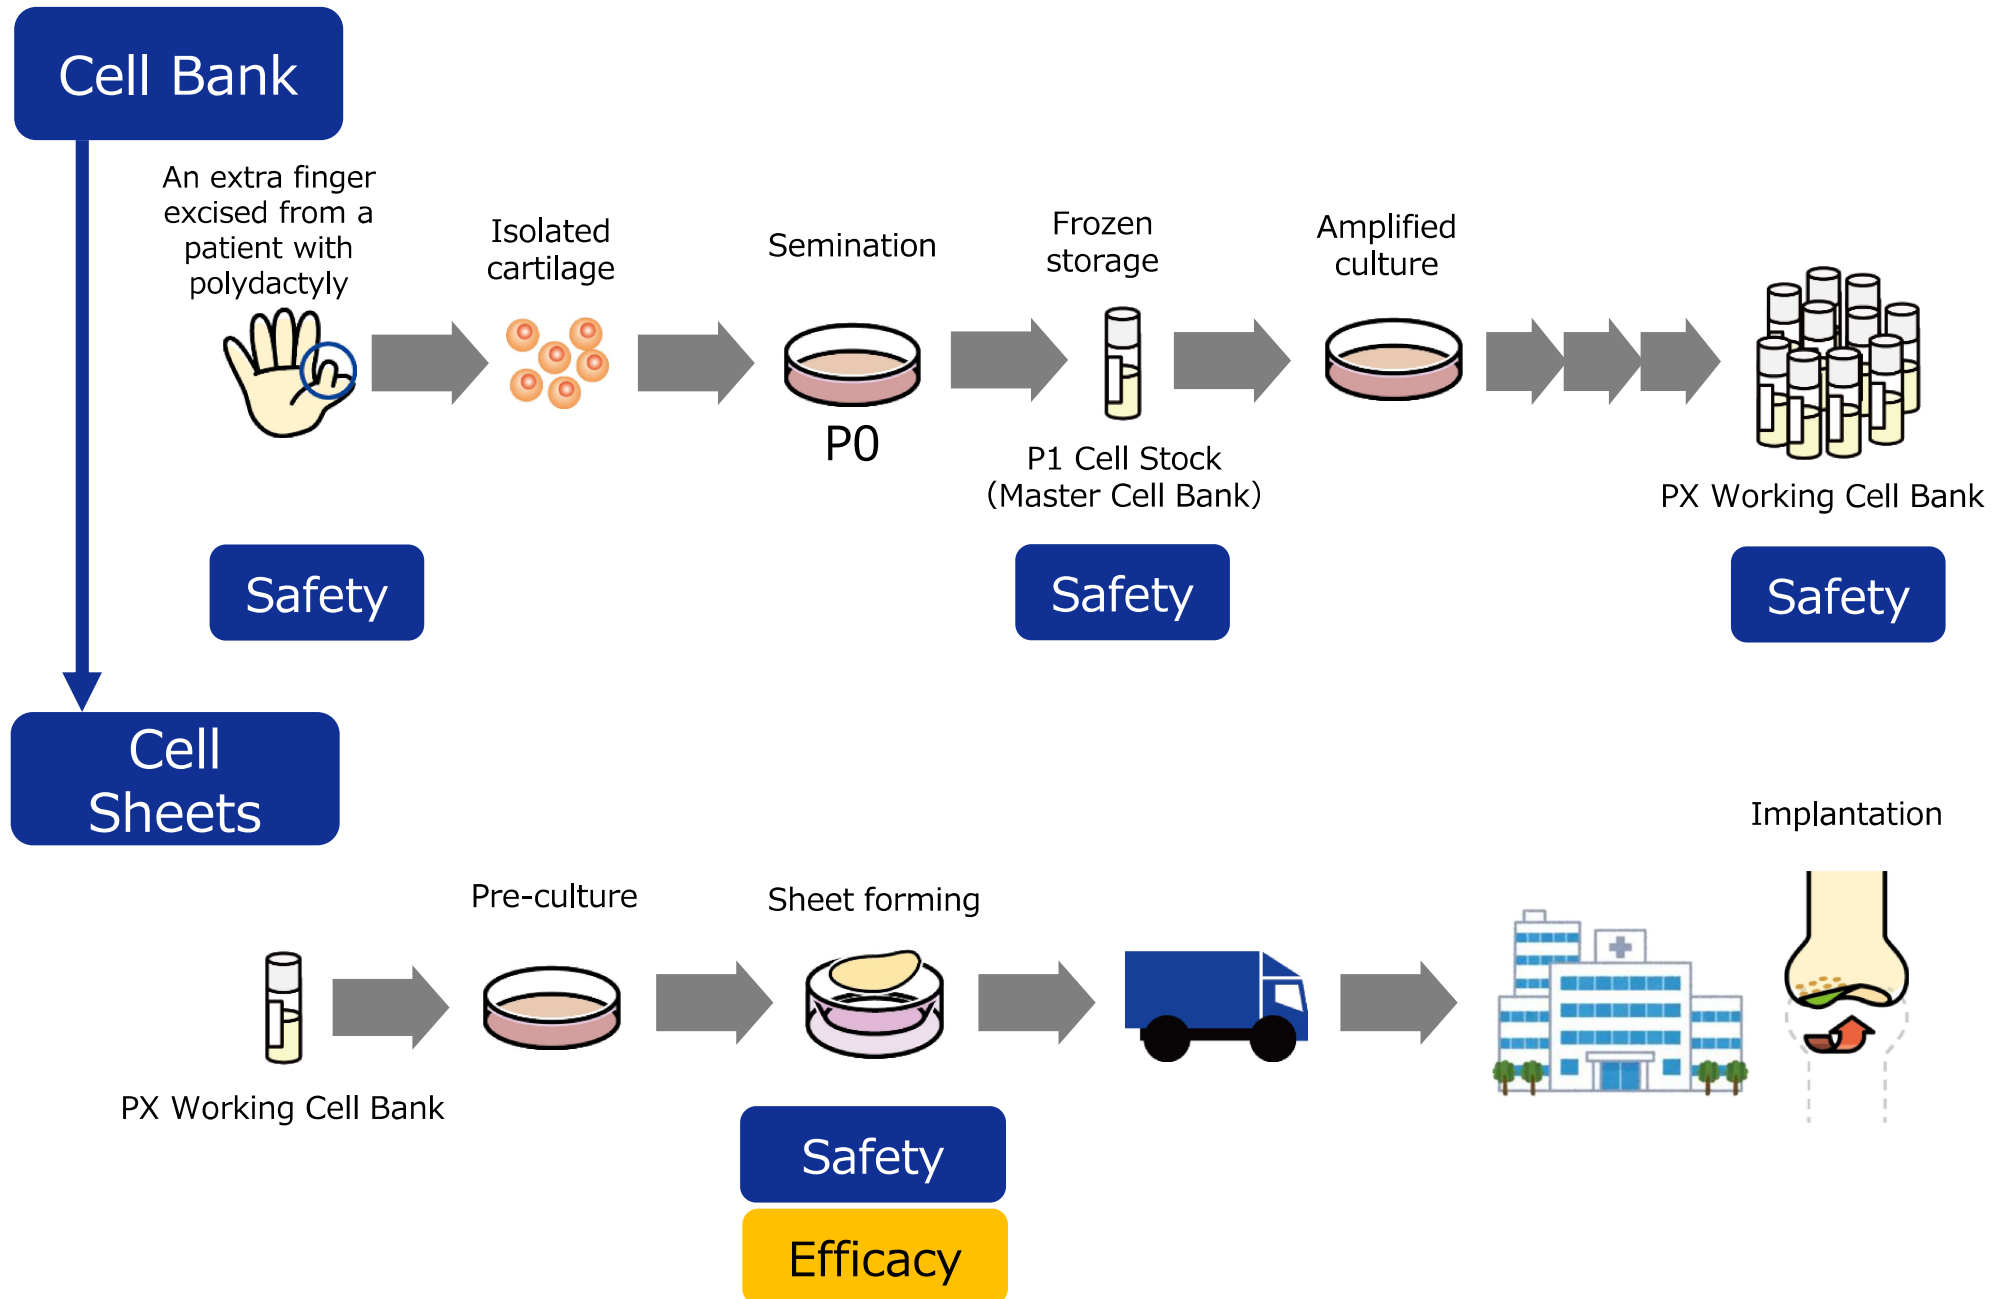 Cell Bank
An extra finger
excised from a
patient with
polydactyly
Isolated
cartilage
Semination
P0
Frozen
storage
P1 Cell Stock
（Master Cell Bank）
Amplified
culture
PX Working Cell Bank
Safety
Safety
Safety
Cell
Sheets
PX Working Cell Bank
Pre-culture
Sheet forming
Implantation
Safety
Efficacy